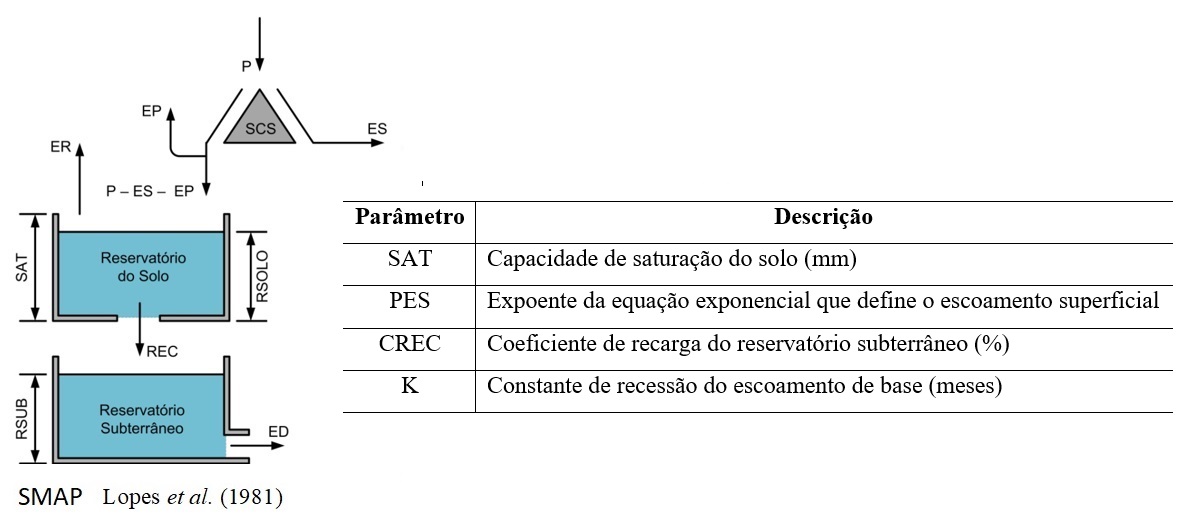 P
SCS
EP
ES
ER
P – ES – EP
SAT
Reservatório
do Solo
RSOLO
REC
RSUB
Reservatório
Subterrâneo
ED
SMAP Lopes et al. (1981)
Parâmetro Descrição
SAT Capacidade de saturação do solo (mm)
PES Expoente da equação exponencial que define o escoamento superficial
CREC Coeficiente de recarga do reservatório subterrâneo (%)
K Constante de recessão do escoamento de base (meses)